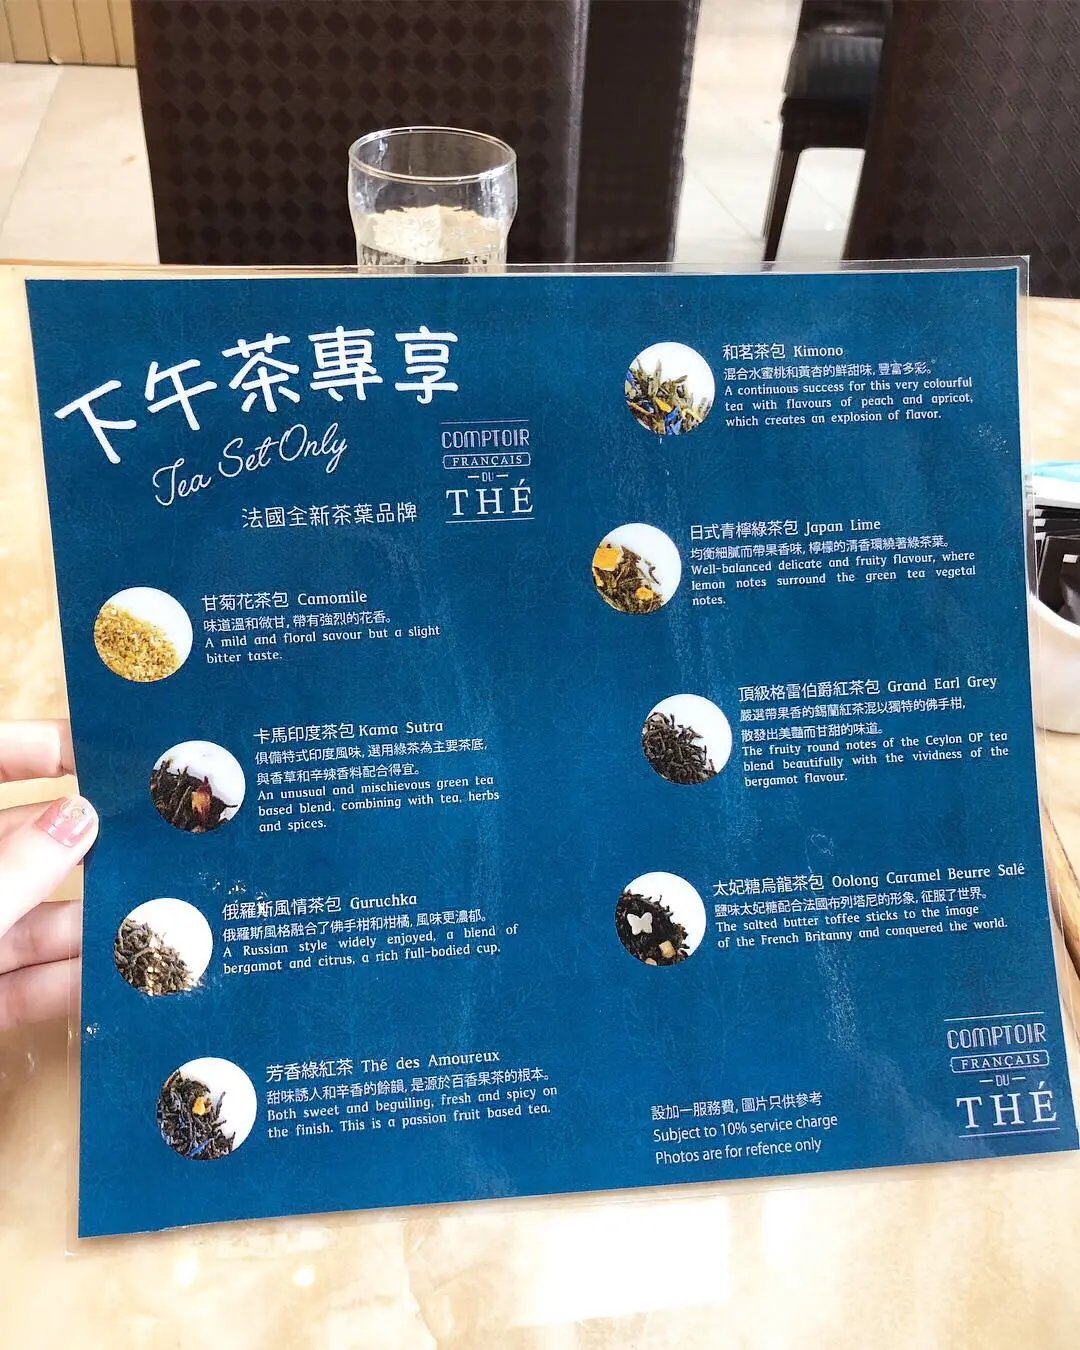 下午茶專享
Tea Set Only
法國全新茶葉品牌
COMPTOIR
FRANÇAIS
DU
THÉ
甘菊花茶包 Camomile
味道溫和微甘, 帶有強烈的花香。
A mild and floral savour but a slight
bitter taste.
卡馬印度茶包 Kama Sutra
俱備特式印度風味, 選用綠茶為主要茶底,
與香草和辛辣香料配合得宜。
An unusual and mischievous green tea
based blend, combining with tea, herbs
and spices.
俄羅斯風情茶包 Guruchka
俄羅斯風格融合了佛手柑和柑橘, 風味更濃郁。
A Russian style widely enjoyed, a blend of
bergamot and citrus, a rich full-bodied cup.
芳香綠紅茶 Thé des Amoureux
甜味誘人和辛香的餘韻, 是源於百香果茶的根本。
Both sweet and beguiling, fresh and spicy on
the finish. This is a passion fruit based tea.
和茗茶包 Kimono
混合水蜜桃和黃杏的鮮甜味, 豐富多彩。
A continuous success for this very colourful
tea with flavours of peach and apricot,
which creates an explosion of flavor.
日式青檸綠茶包 Japan Lime
均衡細膩而帶果香味, 檸檬的清香環繞著綠茶葉。
Well-balanced delicate and fruity flavour, where
lemon notes surround the green tea vegetal
notes.
頂級格雷伯爵紅茶包 Grand Earl Grey
嚴選帶果香的錫蘭紅茶混以獨特的佛手柑,
散發出美豔而甘甜的味道。
The fruity round notes of the Ceylon OP tea
blend beautifully with the vividness of the
bergamot flavour.
太妃糖烏龍茶包 Oolong Caramel Beurre Salé
鹽味太妃糖配合法國布列塔尼的形象, 征服了世界。
The salted butter toffee sticks to the image
of the French Britanny and conquered the world.
設加一服務費, 圖片只供參考
Subject to 10% service charge
Photos are for refence only
COMPTOIR
FRANÇAIS
DU
THÉ